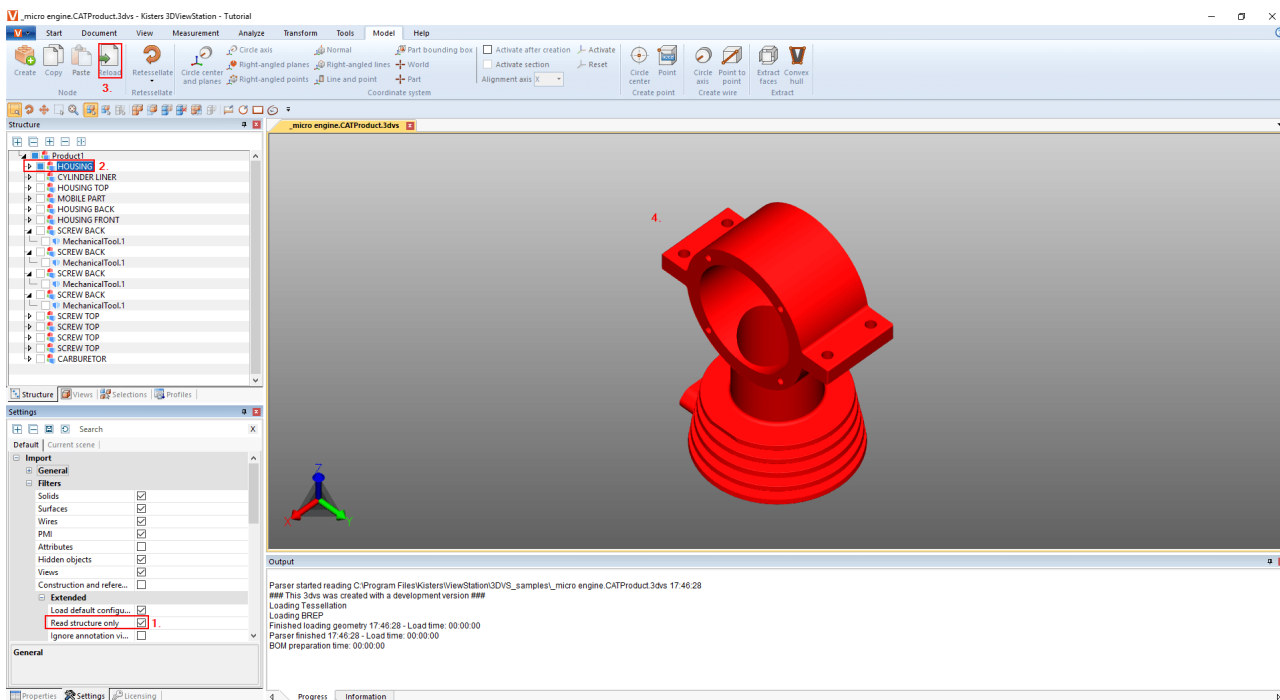 _micro engine.CATProduct.3dvs - Kisters 3DViewStation - Tutorial
V Start Document View Measurement Analyze Transform Tools Model Help
Create Copy Paste Reload
3.
Node
Retessellate
Retessellate
Circle center and planes
Circle axis Normal Part bounding box
Right-angled planes Right-angled lines World
Right-angled points Line and point Part
Activate after creation Activate
Activate section Reset
Alignment axis X
Coordinate system
Circle center Point
Create point
Circle axis Point to point
Create wire
Extract faces Convex hull
Extract
Structure
_micro engine.CATProduct.3dvs
Product1
HOUSING 2.
CYLINDER LINER
HOUSING TOP
MOBILE PART
HOUSING BACK
HOUSING FRONT
SCREW BACK
MechanicalTool.1
SCREW BACK
MechanicalTool.1
SCREW BACK
MechanicalTool.1
SCREW BACK
MechanicalTool.1
SCREW TOP
SCREW TOP
SCREW TOP
SCREW TOP
CARBURETOR
Structure Views Selections Profiles
4.
Z
X
Y
Settings
Search X
Default Current scene
Import
General
Filters
Solids
Surfaces
Wires
PMI
Attributes
Hidden objects
Views
Construction and refere...
Extended
Load default configu...
Read structure only 1.
Ignore annotation vi...
General
Properties Settings Licensing
Output
Parser started reading C:\Program Files\Kisters\ViewStation\3DVS_samples\_micro engine.CATProduct.3dvs 17:46:28
### This 3dvs was created with a development version ###
Loading Tessellation
Loading BREP
Finished loading geometry 17:46:28 - Load time: 00:00:00
Parser finished 17:46:28 - Load time: 00:00:00
BOM preparation time: 00:00:00
Progress Information